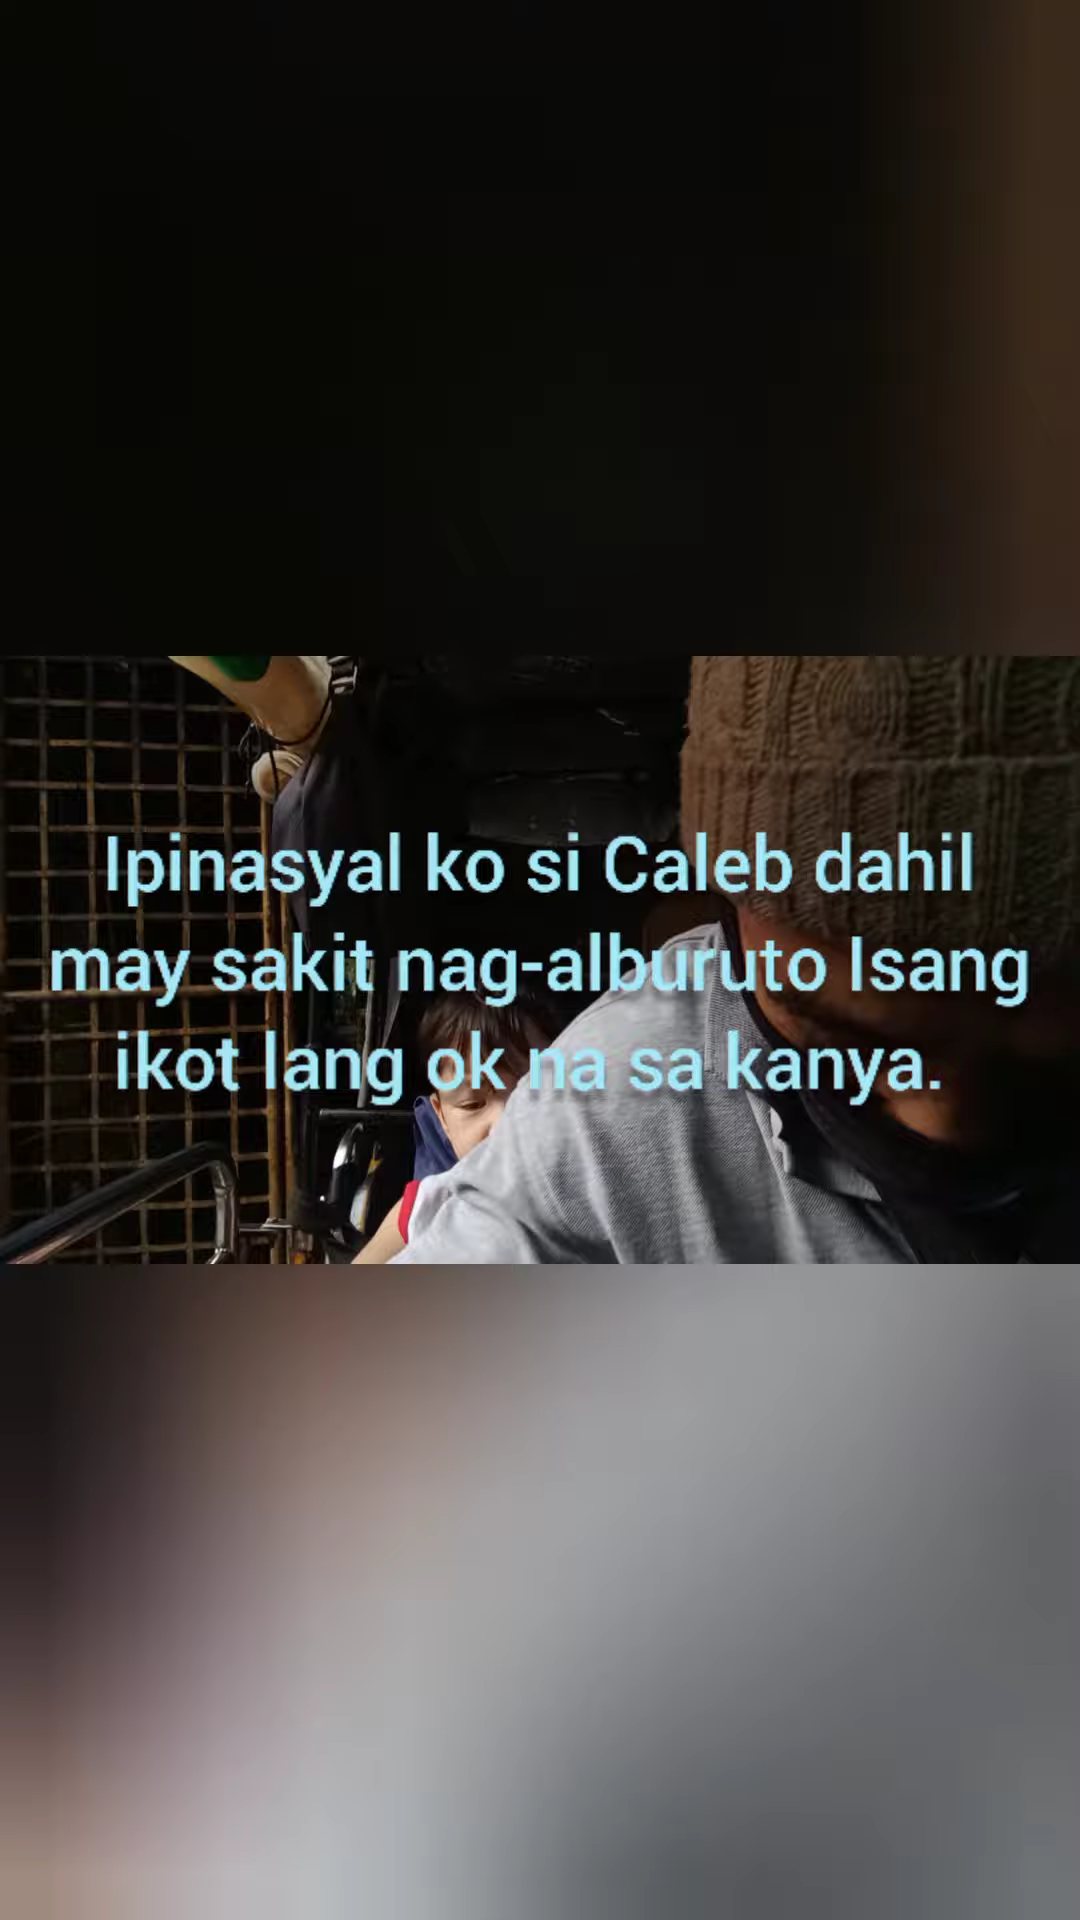 Ipinasyal ko si Caleb dahil
may sakit nag-alburuto Isang
ikot lang ok na sa kanya.